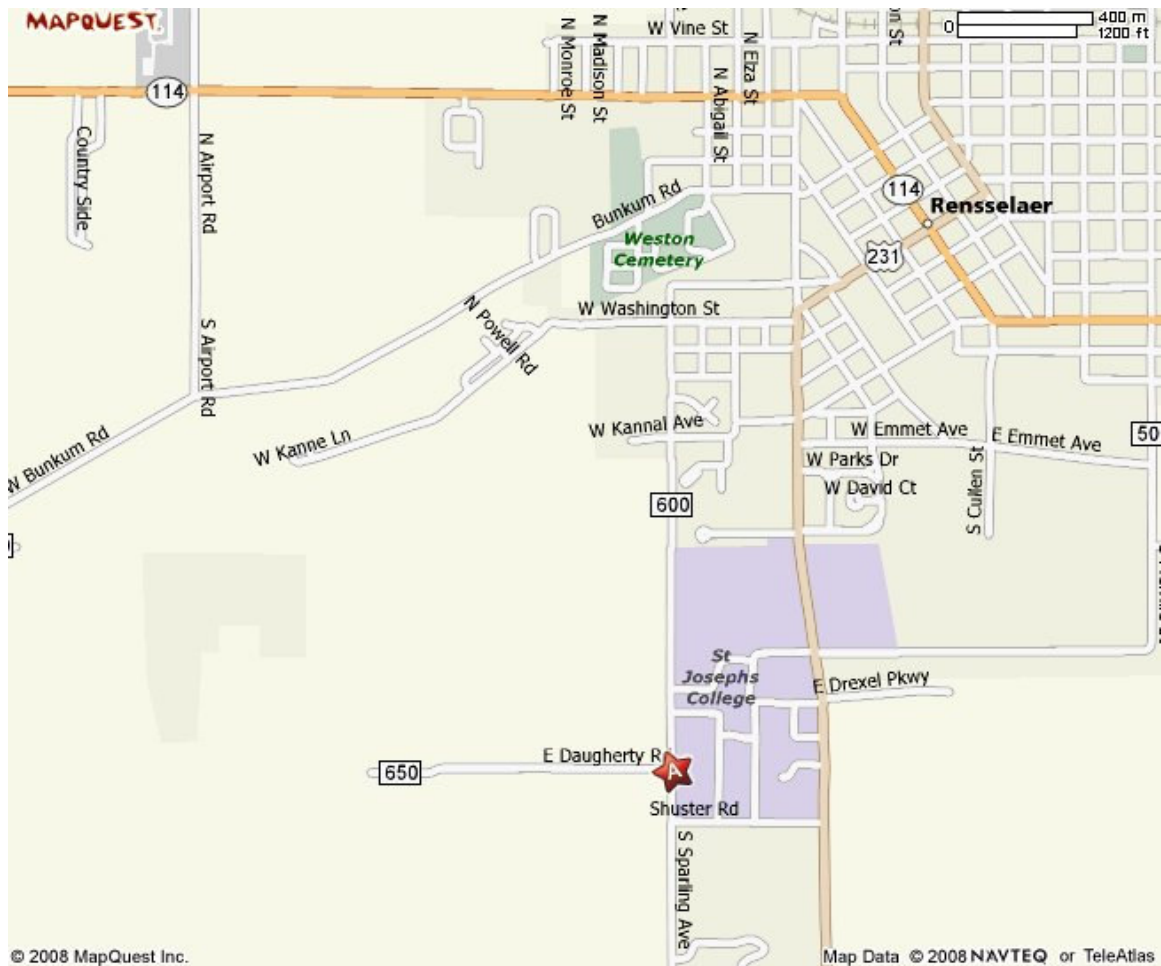 MAPQUEST.
0
400 m
1200 ft
W Vine St
N Monroe St
N Madison St
N Elza St
N Abigail St
on St
114
Country Side
N Airport Rd
Bunkum Rd
114
Rensselaer
Weston
Cemetery
231
W Washington St
N Powell Rd
S Airport Rd
W Kannal Ave
W Emmet Ave
E Emmet Ave
50
W Kanne Ln
W Bunkum Rd
W Parks Dr
W David Ct
S Cullen St
600
St
Josephs
College
E Drexel Pkwy
E Daugherty R
650
A
Shuster Rd
S Sparling Ave
© 2008 MapQuest Inc.
Map Data © 2008 NAVTEQ or TeleAtlas